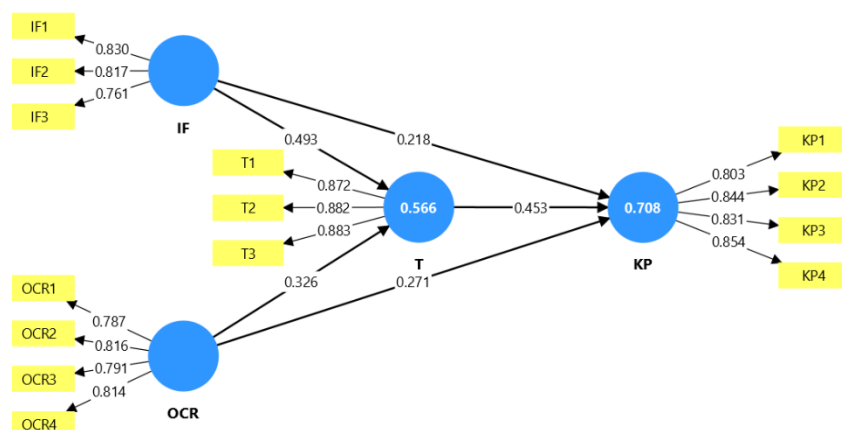 IF1
0.830
IF2
0.817
IF3
0.761
IF
0.493
0.218
T1
0.872
T2
0.882
T3
0.883
0.566
T
0.453
0.708
KP
KP1
0.803
KP2
0.844
KP3
0.831
KP4
0.854
0.326
0.271
OCR1
0.787
OCR2
0.816
OCR3
0.791
OCR4
0.814
OCR